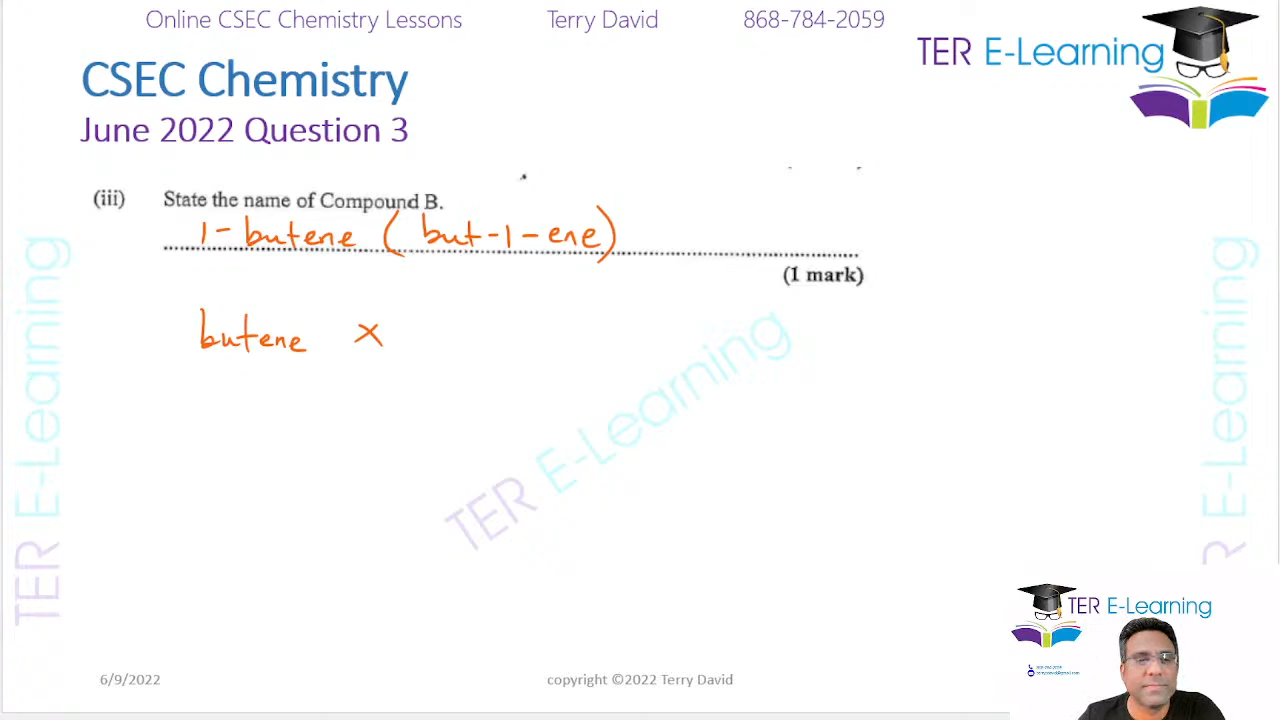 Online CSEC Chemistry Lessons Terry David 868-784-2059
TER E-Learning
CSEC Chemistry
June 2022 Question 3
(iii) State the name of Compound B.
1-butene (but-1-ene)
(1 mark)
butene X
TER E-Learning
TER E-Learning
TER E-Learning
TER E-Learning
6/9/2022
copyright ©2022 Terry David